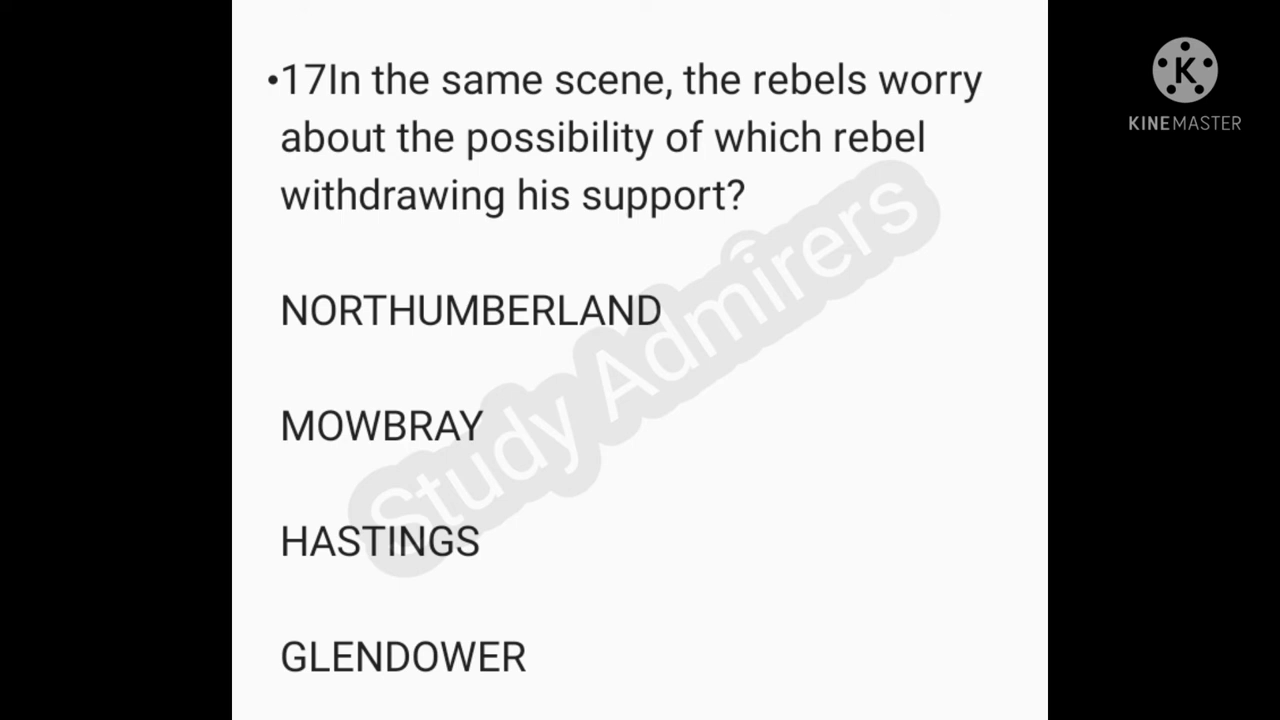 •17In the same scene, the rebels worry
about the possibility of which rebel
withdrawing his support?
NORTHUMBERLAND
MOWBRAY
HASTINGS
GLENDOWER
Study Admirers
K
KINEMASTER